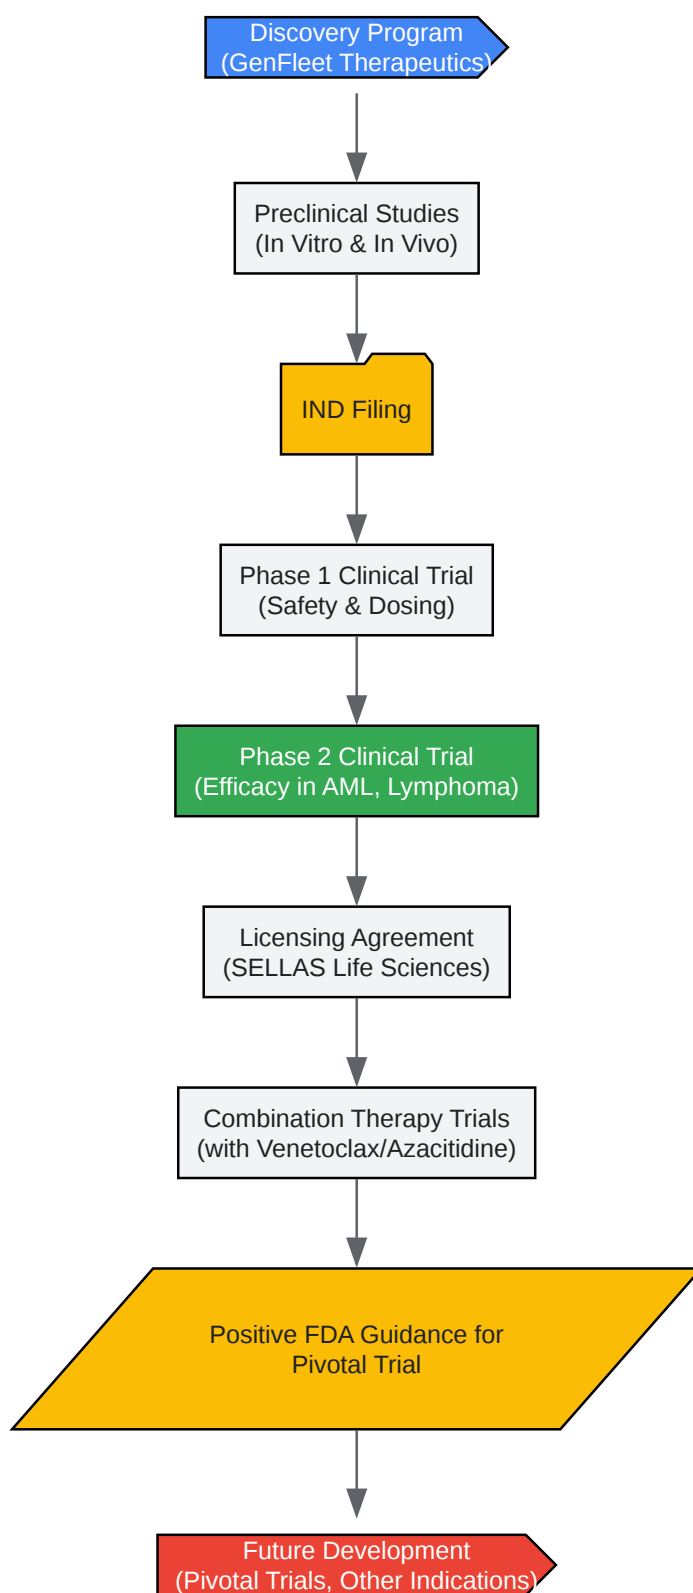 Discovery Program
(GenFleet Therapeutics)
Preclinical Studies
(In Vitro & In Vivo)
IND Filing
Phase 1 Clinical Trial
(Safety & Dosing)
Phase 2 Clinical Trial
(Efficacy in AML, Lymphoma)
Licensing Agreement
(SELLAS Life Sciences)
Combination Therapy Trials
(with Venetoclax/Azacitidine)
Positive FDA Guidance for
Pivotal Trial
Future Development
(Pivotal Trials, Other Indications)